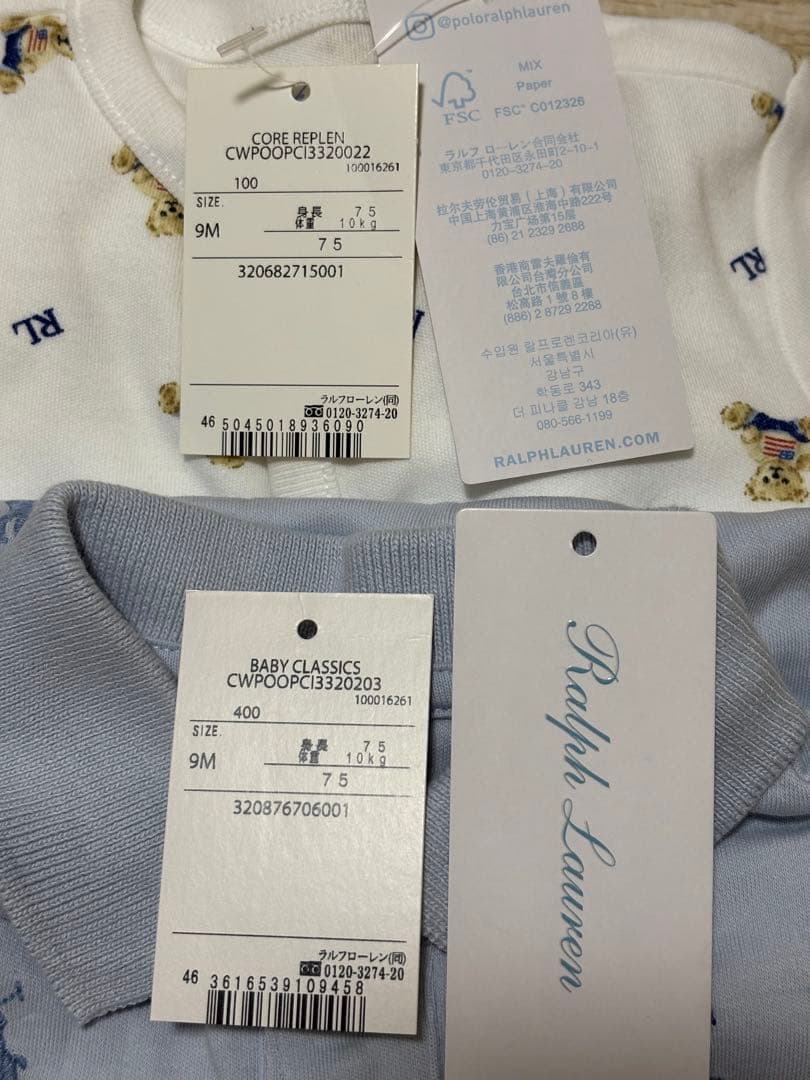 @poloralphlauren
MIX
Paper
FSC
FSC™ C012326
ラルフ ローレン合同会社
東京都千代田区永田町2-10-1
0120-3274-20
拉尔夫劳伦贸易(上海)有限公司
中国上海黄浦区淮海中路222号
力宝广场第15层
(86) 21 2329 2688
香港商雷夫羅倫有
限公司台灣分公司
台北市信義區
松高路1號8樓
(886) 2 8729 2288
수입원 랄프로렌코리아(유)
서울특별시
강남구
학동로 343
더 피나클 강남 18층
080-566-1199
RALPHLAUREN.COM
CORE REPLEN
CWPOOPCI3320022
100016261
100
SIZE.
9M
身長 75
体重 10kg
75
320682715001
ラルフローレン(同)
0120-3274-20
46 5045018936090
RL
RL
BABY CLASSICS
CWPOOPCI3320203
100016261
400
SIZE.
9M
身長 75
体重 10kg
75
320876706001
ラルフローレン(同)
0120-3274-20
46 3616539109458
Ralph Lauren